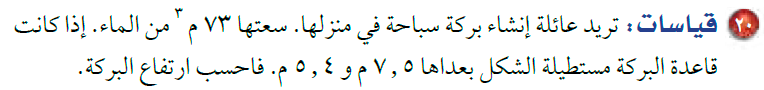 ٢٠ قياسات: تريد عائلة إنشاء بركة سباحة في منزلها. سعتها ٧٣ م٣ من الماء. إذا كانت
قاعدة البركة مستطيلة الشكل بعداها ٧,٥ م و ٥,٤ م. فاحسب ارتفاع البركة.